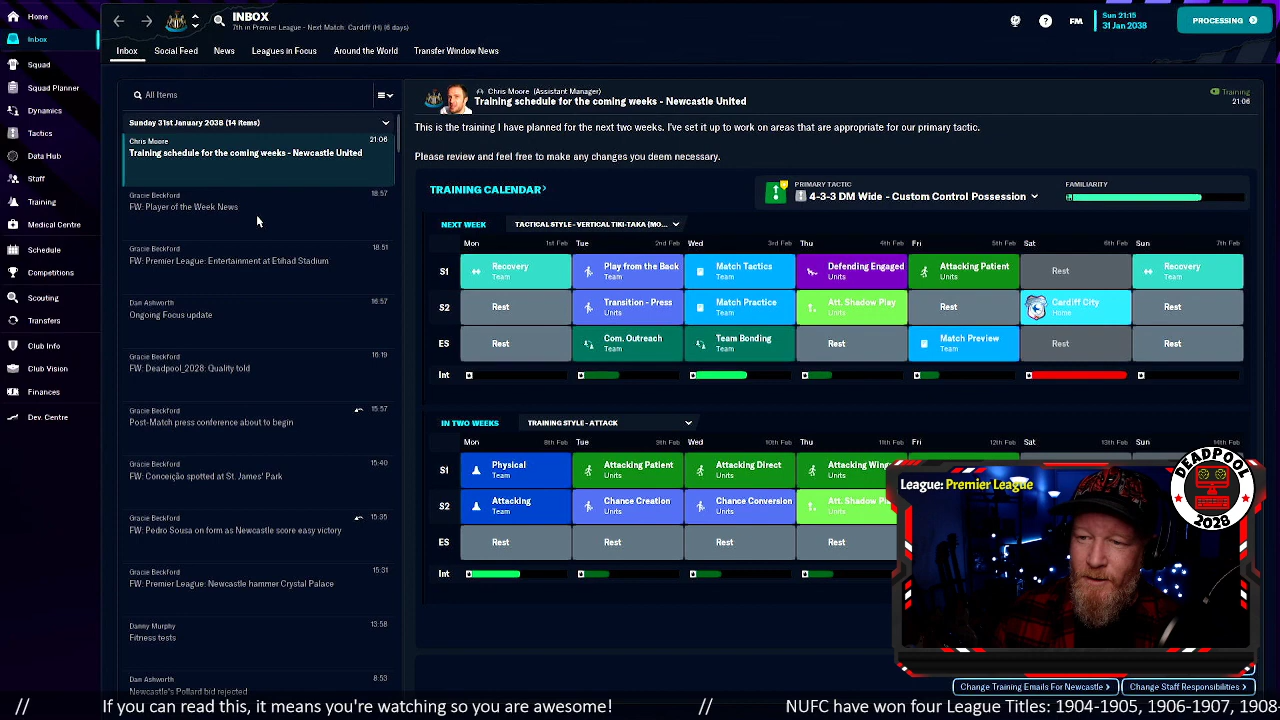 Home
Inbox
Squad
Squad Planner
Dynamics
Tactics
Data Hub
Staff
Training
Medical Centre
Schedule
Competitions
Scouting
Transfers
Club Info
Club Vision
Finances
Dev. Centre
INBOX
7th in Premier League - Next Match: Cardiff (H) (6 days)
FM
Sun 21:15
31 Jan 2038
PROCESSING
Inbox Social Feed News Leagues in Focus Around the World Transfer Window News
All Items
Sunday 31st January 2038 (14 Items)
Chris Moore 21:06
Training schedule for the coming weeks - Newcastle United
Gracie Beckford 18:57
FW: Player of the Week News
Gracie Beckford 18:51
FW: Premier League: Entertainment at Etihad Stadium
Dan Ashworth 16:57
Ongoing Focus update
Gracie Beckford 16:19
FW: Deadpool_2028: Quality told
Gracie Beckford 15:57
Post-Match press conference about to begin
Gracie Beckford 15:40
FW: Conceição spotted at St. James' Park
Gracie Beckford 15:35
FW: Pedro Sousa on form as Newcastle score easy victory
Gracie Beckford 15:31
FW: Premier League: Newcastle hammer Crystal Palace
Danny Murphy 13:58
Fitness tests
Dan Ashworth 8:53
Newcastle's Pollard bid rejected
Chris Moore (Assistant Manager)
Training schedule for the coming weeks - Newcastle United
Training
21:06
This is the training I have planned for the next two weeks. I've set it up to work on areas that are appropriate for our primary tactic.
Please review and feel free to make any changes you deem necessary.
TRAINING CALENDAR
PRIMARY TACTIC
4-3-3 DM Wide - Custom Control Possession
FAMILIARITY
NEXT WEEK TACTICAL STYLE - VERTICAL TIKI-TAKA (MO...
Mon 1st Feb Tue 2nd Feb Wed 3rd Feb Thu 4th Feb Fri 5th Feb Sat 6th Feb Sun 7th Feb
S1 Recovery Play from the Back Match Tactics Defending Engaged Attacking Patient Rest Recovery
Team Team Team Units Units Team
S2 Rest Transition - Press Match Practice Att. Shadow Play Rest Cardiff City Rest
Units Team Units Home
ES Rest Com. Outreach Team Bonding Rest Match Preview Rest Rest
Team Team Team
Int
IN TWO WEEKS TRAINING STYLE - ATTACK
Mon 8th Feb Tue 9th Feb Wed 10th Feb Thu 11th Feb Fri 12th Feb Sat 13th Feb Sun 14th Feb
S1 Physical Attacking Patient Attacking Direct
Team Units Units Units
S2 Attacking Chance Creation Chance Conversion Att. Shadow
Team Units Units Units
ES Rest Rest Rest Rest
Int
League: Premier League
DEADPOOL
2028
Change Training Emails For Newcastle
Change Staff Responsibilities
// If you can read this, it means you're watching so you are awesome! // NUFC have won four League Titles: 1904-1905, 1906-1907, 1908-